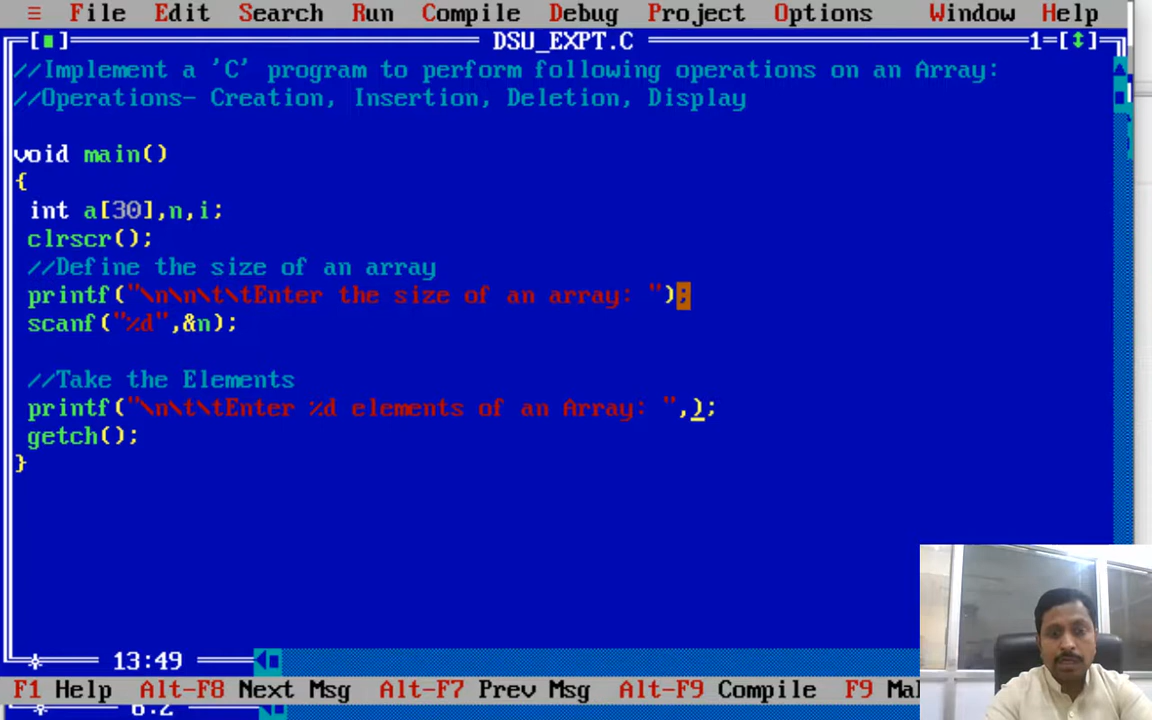 ≡ File Edit Search Run Compile Debug Project Options Window Help
[■] DSU_EXPT.C 1=[↕]
//Implement a 'C' program to perform following operations on an Array:
//Operations- Creation, Insertion, Deletion, Display
void main()
{
int a[30],n,i;
clrscr();
//Define the size of an array
printf("\n\n\t\tEnter the size of an array: ");
scanf("%d",&n);
//Take the Elements
printf("\n\t\tEnter %d elements of an Array: ",);
getch();
}
13:49
F1 Help Alt-F8 Next Msg Alt-F7 Prev Msg Alt-F9 Compile F9